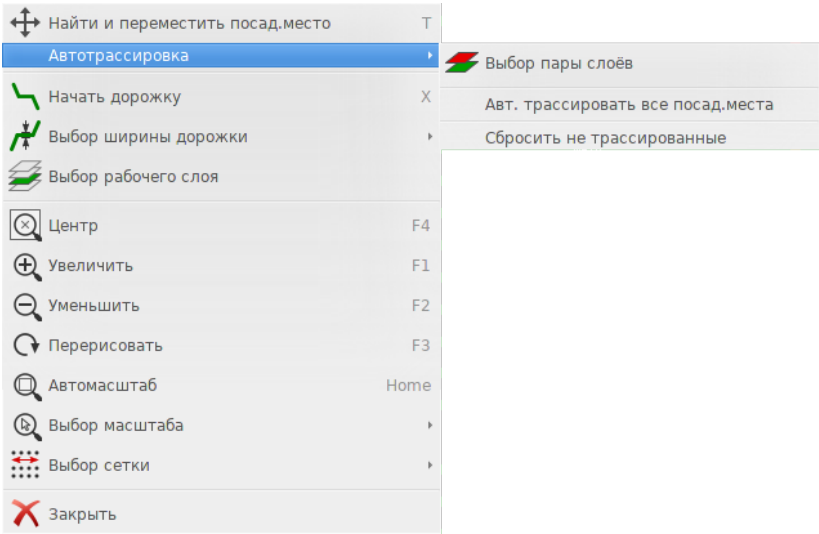 Найти и переместить посад.место T
Автотрассировка
Выбор пары слоёв
Начать дорожку X
Авт. трассировать все посад.места
Выбор ширины дорожки
Сбросить не трассированные
Выбор рабочего слоя
Центр F4
Увеличить F1
Уменьшить F2
Перерисовать F3
Автомасштаб Home
Выбор масштаба
Выбор сетки
Закрыть